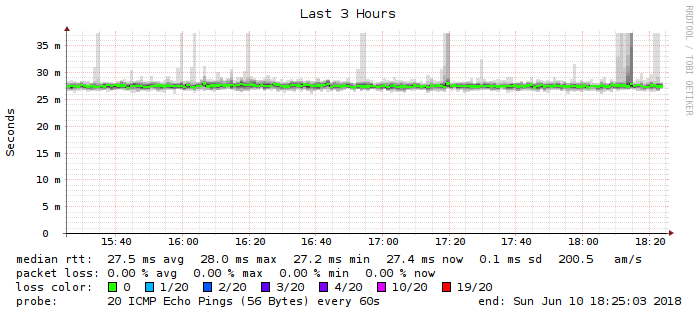 Last 3 Hours
RRDTOOL / TOBI OETIKER
Seconds
35 m
30 m
25 m
20 m
15 m
10 m
5 m
0
15:40 16:00 16:20 16:40 17:00 17:20 17:40 18:00 18:20
median rtt: 27.5 ms avg 28.0 ms max 27.2 ms min 27.4 ms now 0.1 ms sd 200.5 am/s
packet loss: 0.00 % avg 0.00 % max 0.00 % min 0.00 % now
loss color: 0 1/20 2/20 3/20 4/20 10/20 19/20
probe: 20 ICMP Echo Pings (56 Bytes) every 60s end: Sun Jun 10 18:25:03 2018